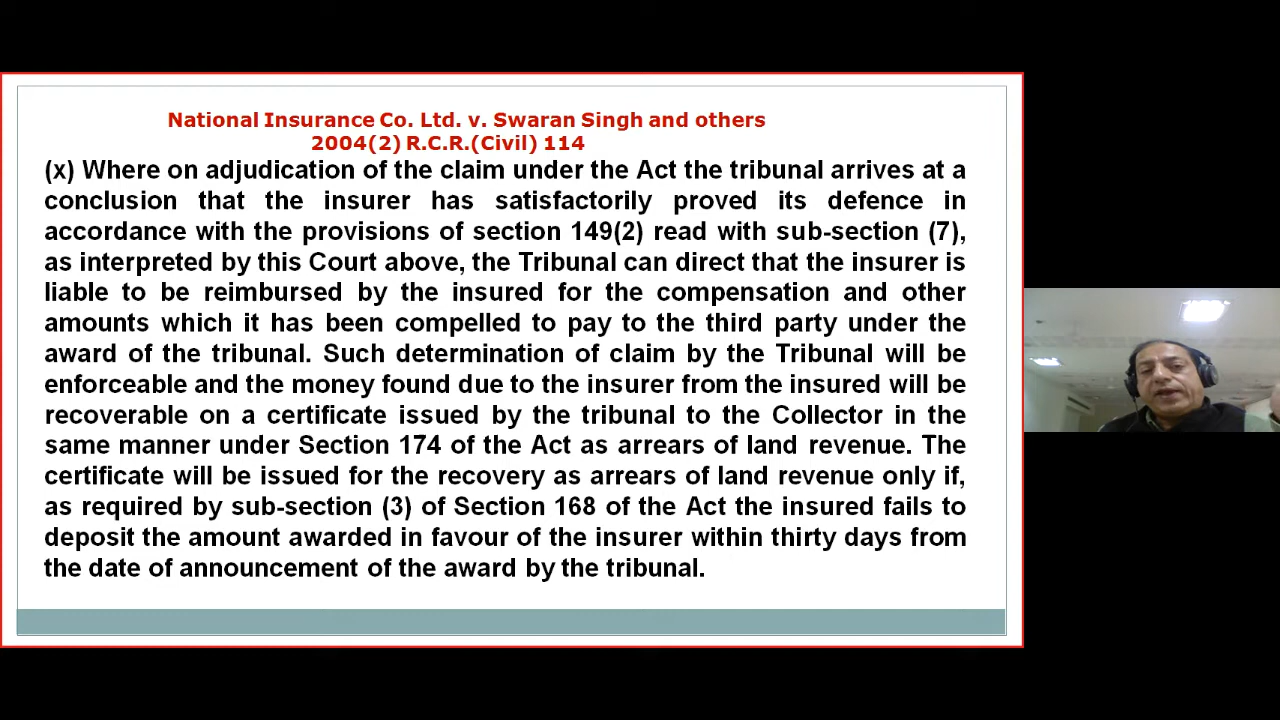 National Insurance Co. Ltd. v. Swaran Singh and others
2004(2) R.C.R.(Civil) 114
(x) Where on adjudication of the claim under the Act the tribunal arrives at a
conclusion that the insurer has satisfactorily proved its defence in
accordance with the provisions of section 149(2) read with sub-section (7),
as interpreted by this Court above, the Tribunal can direct that the insurer is
liable to be reimbursed by the insured for the compensation and other
amounts which it has been compelled to pay to the third party under the
award of the tribunal. Such determination of claim by the Tribunal will be
enforceable and the money found due to the insurer from the insured will be
recoverable on a certificate issued by the tribunal to the Collector in the
same manner under Section 174 of the Act as arrears of land revenue. The
certificate will be issued for the recovery as arrears of land revenue only if,
as required by sub-section (3) of Section 168 of the Act the insured fails to
deposit the amount awarded in favour of the insurer within thirty days from
the date of announcement of the award by the tribunal.